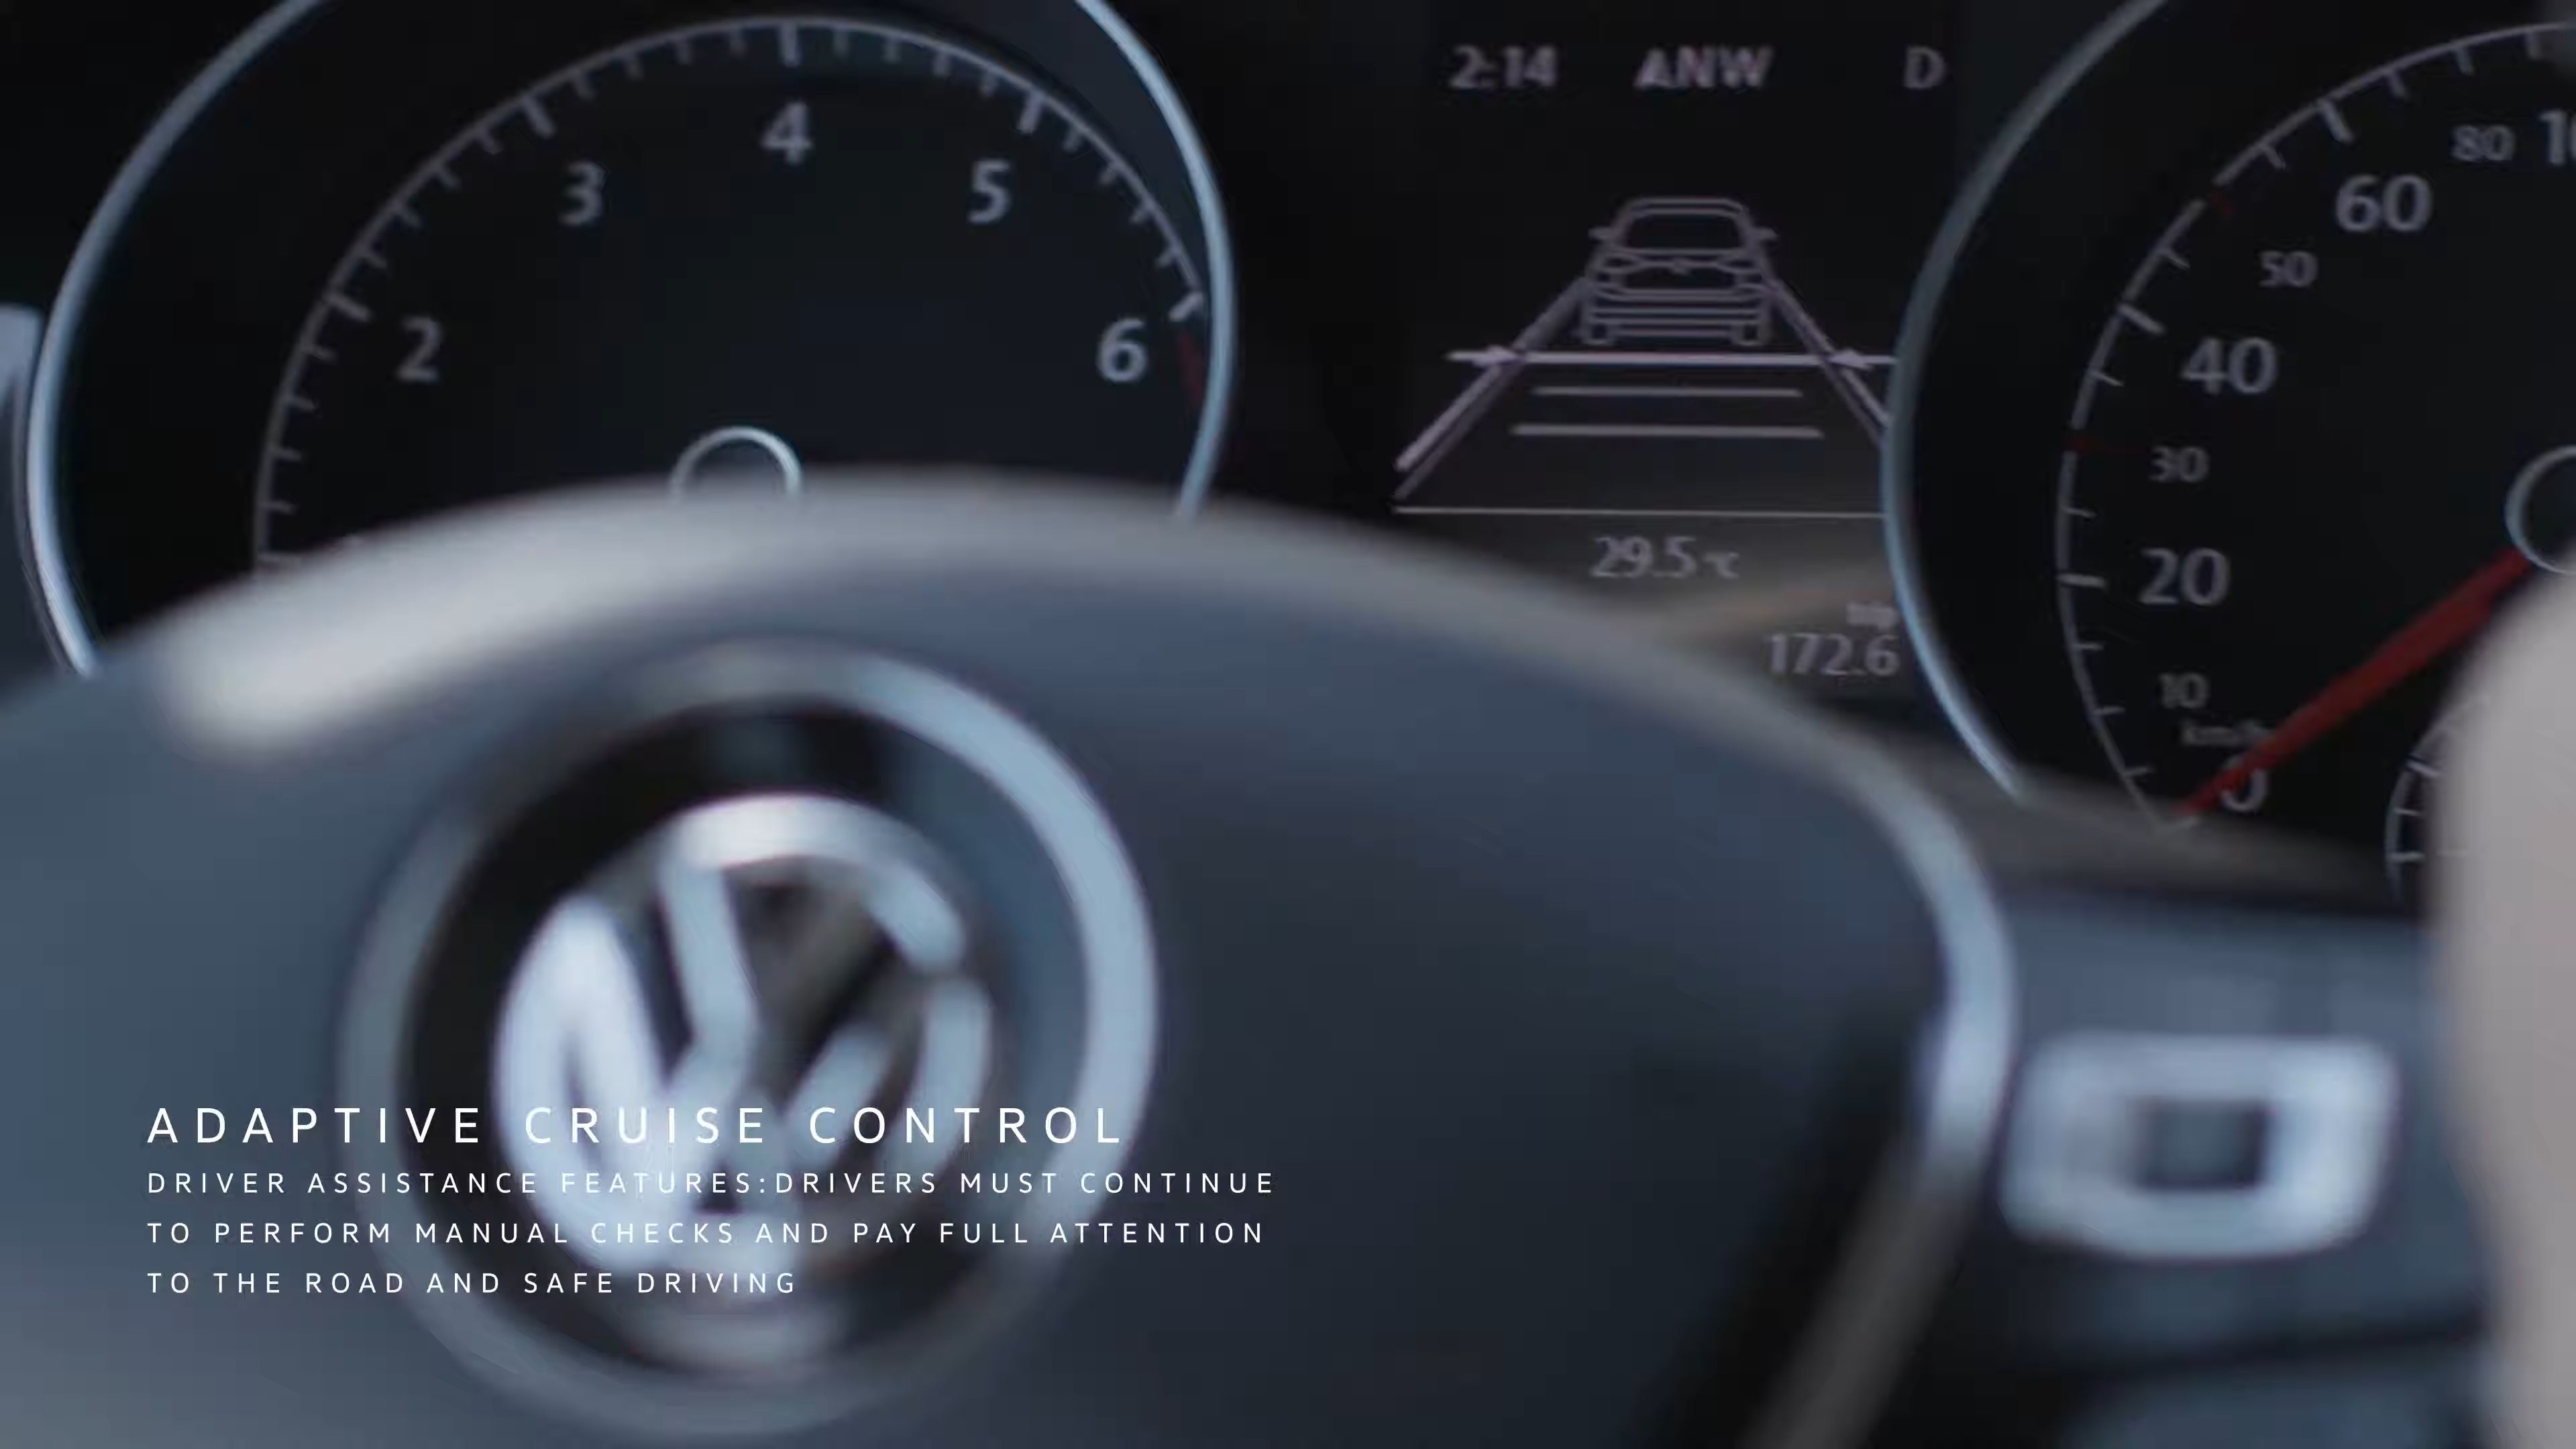 2:14 ANW D
4
3 5
2 6
80
60
50
40
30
20
10
km/h
0
29.5 °C
trip
172.6
ADAPTIVE CRUISE CONTROL
DRIVER ASSISTANCE FEATURES:DRIVERS MUST CONTINUE
TO PERFORM MANUAL CHECKS AND PAY FULL ATTENTION
TO THE ROAD AND SAFE DRIVING